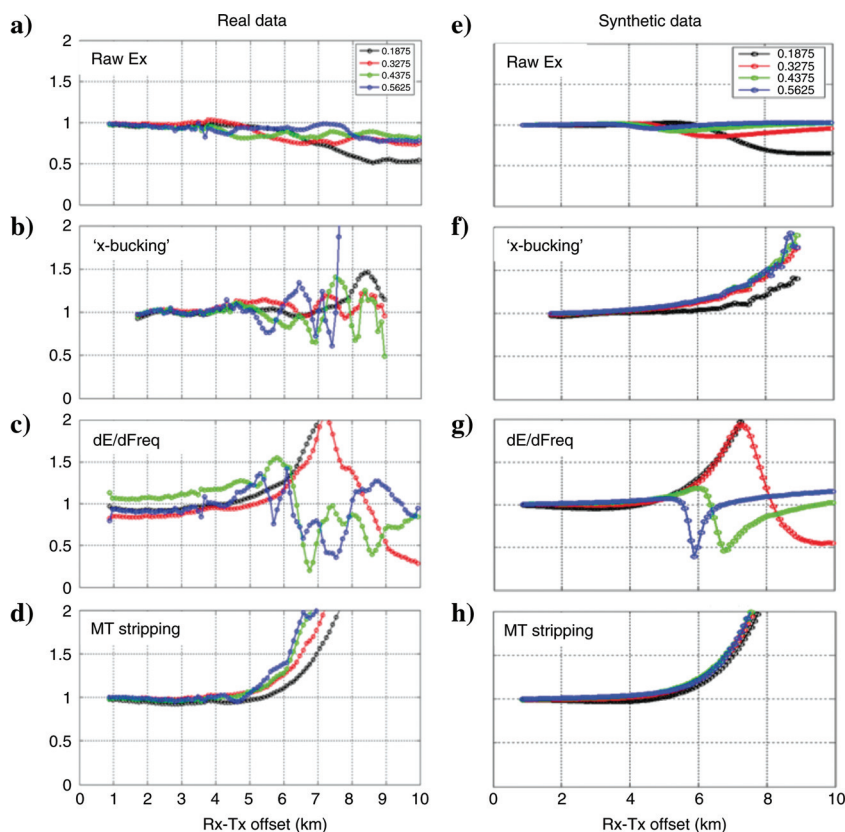 Real data
Synthetic data
a)
2
1.5
1
0.5
0
Raw Ex
0.1875
0.3275
0.4375
0.5625
e)
Raw Ex
0.1875
0.3275
0.4375
0.5625
b)
2
1.5
1
0.5
0
'x-bucking'
f)
'x-bucking'
c)
2
1.5
1
0.5
0
dE/dFreq
g)
dE/dFreq
d)
2
1.5
1
0.5
0
MT stripping
h)
MT stripping
0 1 2 3 4 5 6 7 8 9 10
Rx-Tx offset (km)
0 2 4 6 8 10
Rx-Tx offset (km)